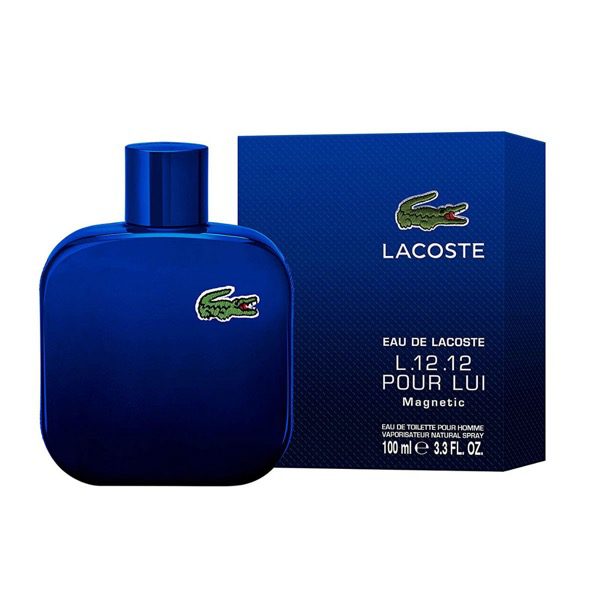 LACOSTE
EAU DE LACOSTE
L.12.12
POUR LUI
Magnetic
EAU DE TOILETTE POUR HOMME
VAPORISATEUR NATURAL SPRAY
100 ml ℮ 3.3 FL. OZ.